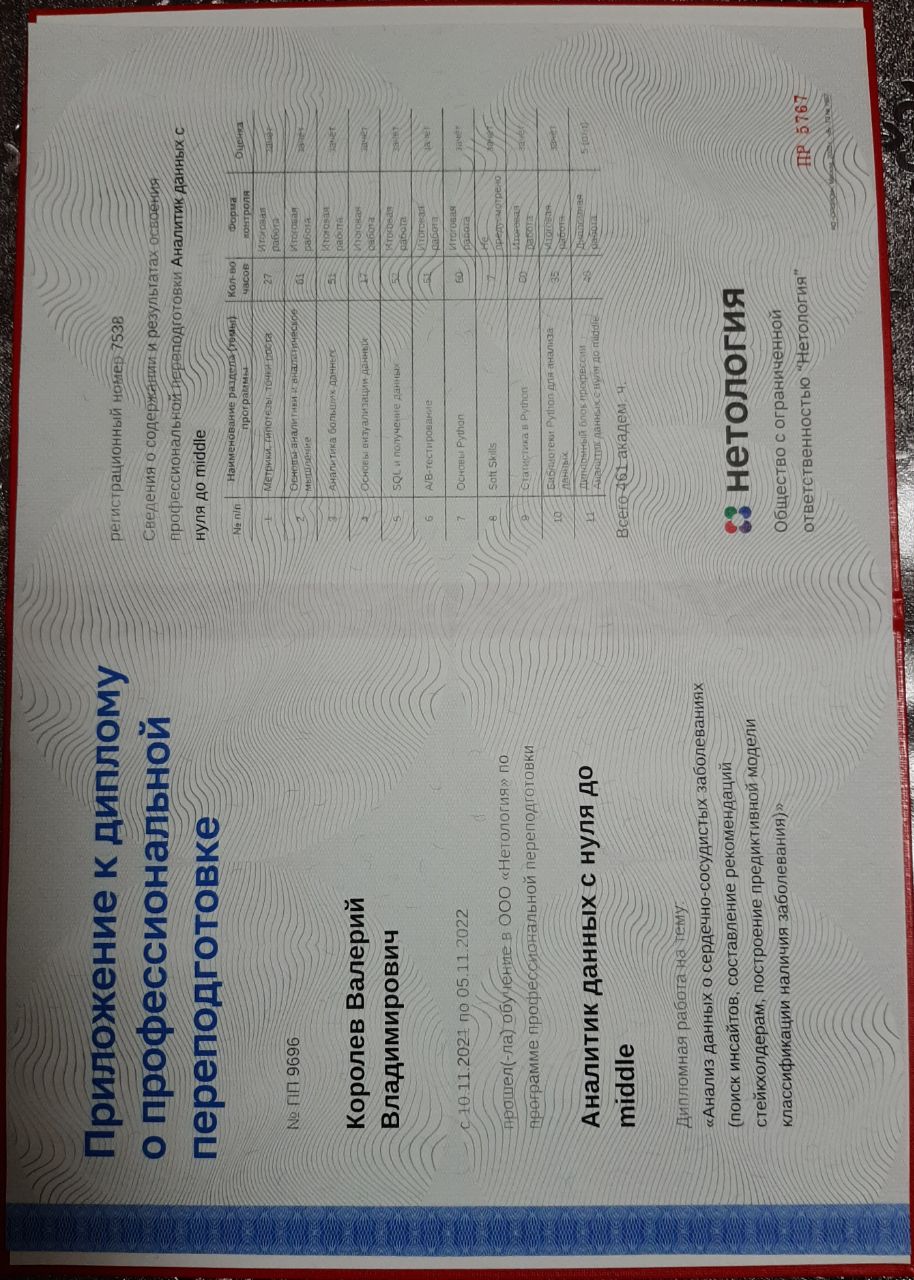 Приложение к диплому
о профессиональной
переподготовке
№ ПП 9696
Королев Валерий
Владимирович
с 10.11.2021 по 05.11.2022
прошел(-ла) обучение в ООО «Нетология» по
программе профессиональной переподготовки
Аналитик данных с нуля до
middle
Дипломная работа на тему:
«Анализ данных о сердечно-сосудистых заболеваниях
(поиск инсайтов, составление рекомендаций
стейкхолдерам, построение предиктивной модели
классификации наличия заболевания)»
регистрационный номер 7538
Сведения о содержании и результатах освоения
профессиональной переподготовки Аналитик данных с
нуля до middle
№ п/п Наименование раздела (темы) программы Кол-во часов Форма контроля Оценка
1 Метрики, гипотезы, точки роста 27 Итоговая работа зачёт
2 Основы аналитики и аналитическое мышление 61 Итоговая работа зачёт
3 Аналитика больших данных 51 Итоговая работа зачёт
4 Основы визуализации данных 17 Итоговая работа зачёт
5 SQL и получение данных 52 Итоговая работа зачёт
6 A/B-тестирование 51 Итоговая работа зачёт
7 Основы Python 60 Итоговая работа зачёт
8 Soft Skills 7 Не предусмотрено зачёт
9 Статистика в Python 60 Итоговая работа зачёт
10 Библиотеки Python для анализа данных 35 Итоговая работа зачёт
11 Дипломный блок профессии Аналитик данных с нуля до middle Дипломная работа 5 (отл)
Всего 461 академ. ч.
нетология
Общество с ограниченной
ответственностью “Нетология”
ПР 5767